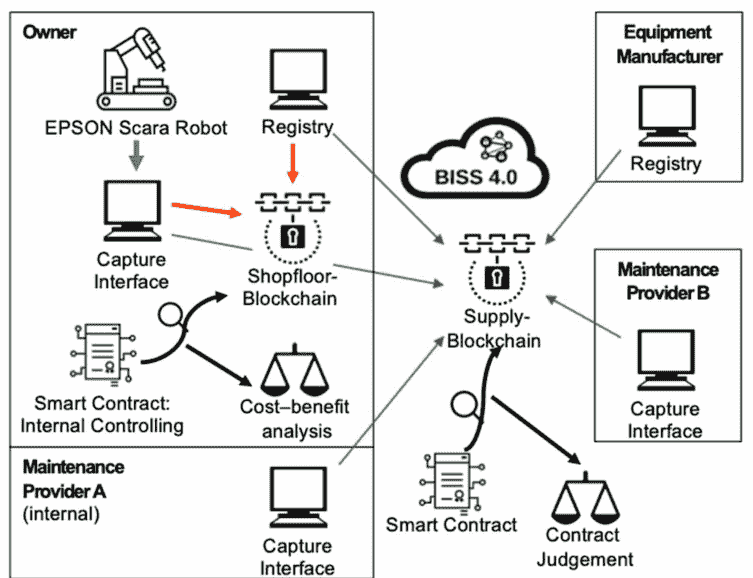 Owner
EPSON Scara Robot
Registry
Capture
Interface
Shopfloor-
Blockchain
Smart Contract:
Internal Controlling
Cost–benefit
analysis
Maintenance
Provider A
(internal)
Capture
Interface
BISS 4.0
Supply-
Blockchain
Smart Contract
Contract
Judgement
Equipment
Manufacturer
Registry
Maintenance
Provider B
Capture
Interface